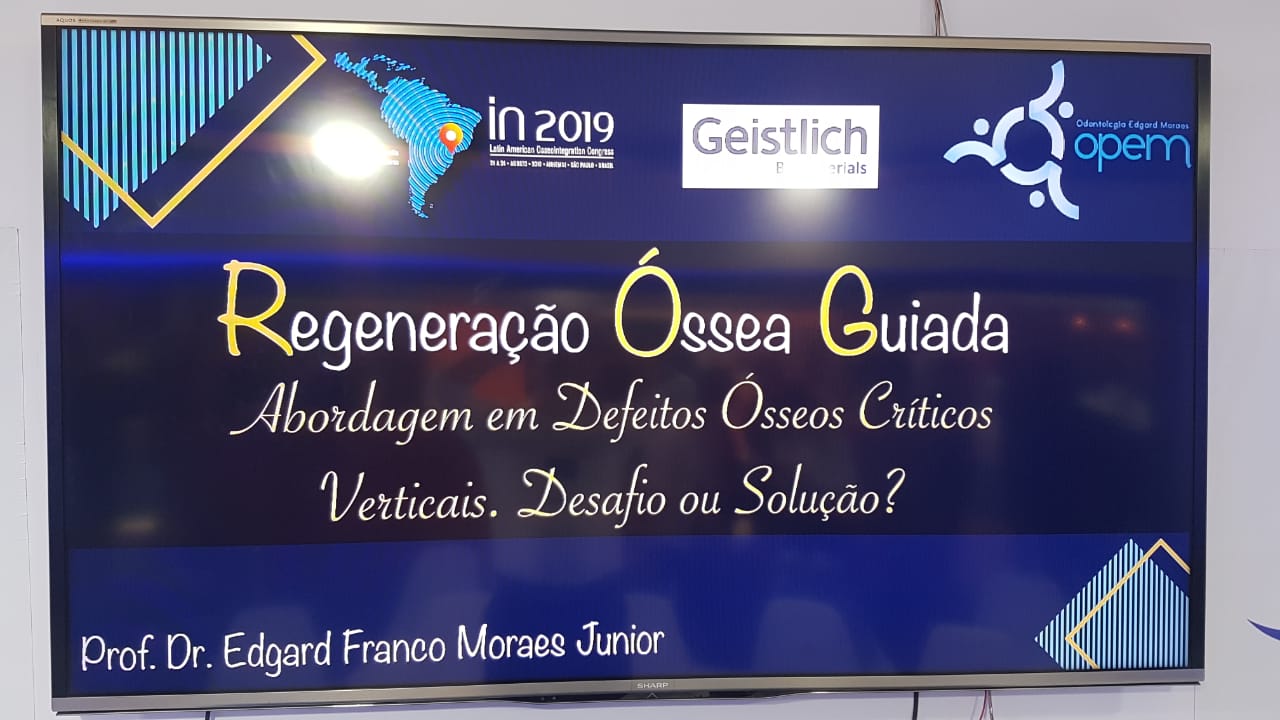 AQUOS
in 2019
Latin American Osseointegration Congress
Geistlich
Odontologia Edgard Moraes
opem
Regeneração Óssea Guiada
Abordagem em Defeitos Ósseos Críticos
Verticais. Desafio ou Solução?
Prof. Dr. Edgard Franco Moraes Junior
SHARP